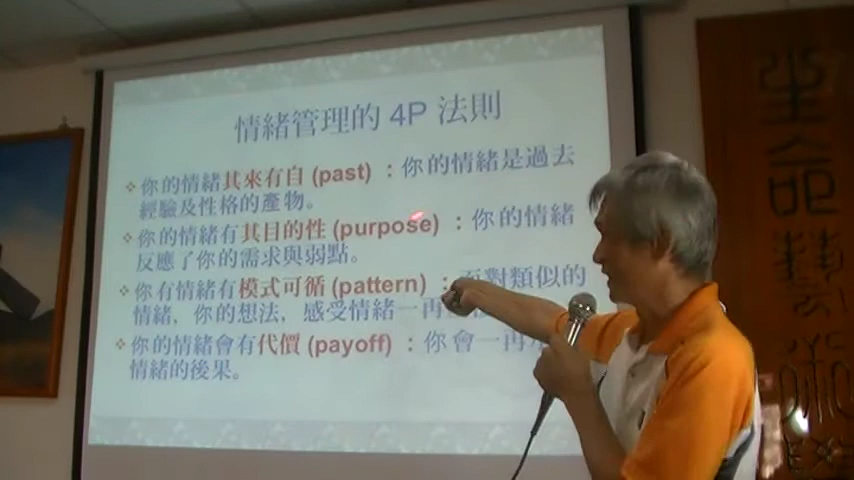 情緒管理的 4P 法則
你的情緒其來有自 (past) ：你的情緒是過去
經驗及性格的產物。
你的情緒有其目的性 (purpose) ：你的情緒
反應了你的需求與弱點。
你有情緒有模式可循 (pattern) ：面對類似的
情緒，你的想法，感受情緒一再
你的情緒會有代價 (payoff) ：你會一再
情緒的後果。
生命藝術